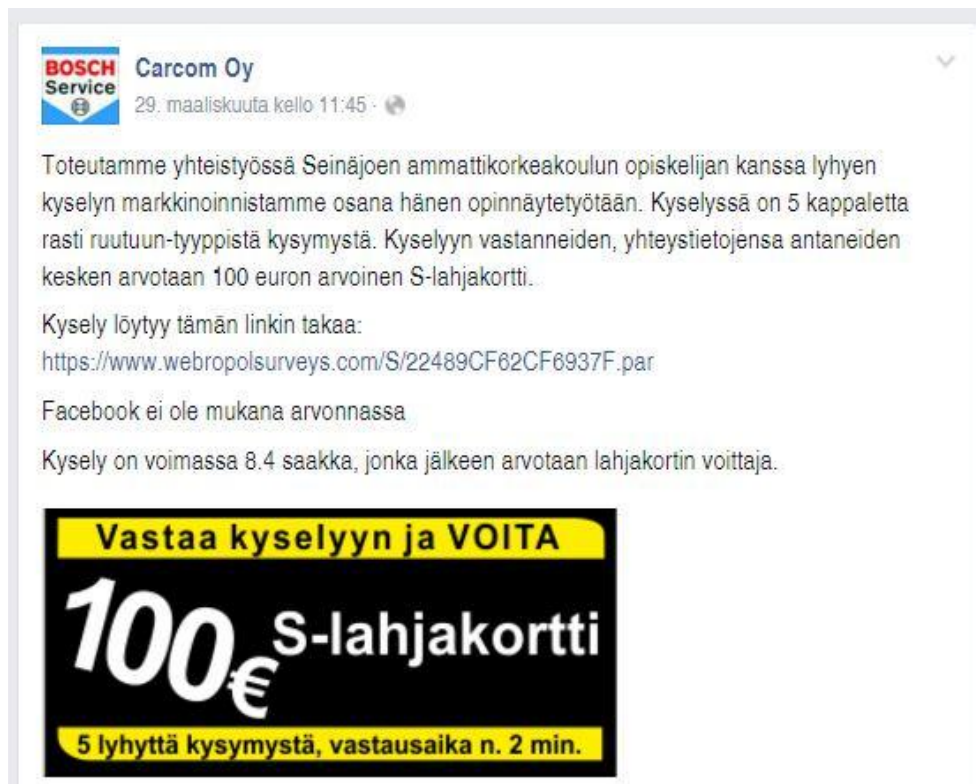 BOSCH
Service
Carcom Oy
29. maaliskuuta kello 11:45 ·
Toteutamme yhteistyössä Seinäjoen ammattikorkeakoulun opiskelijan kanssa lyhyen
kyselyn markkinoinnistamme osana hänen opinnäytetyötään. Kyselyssä on 5 kappaletta
rasti ruutuun-tyyppistä kysymystä. Kyselyyn vastanneiden, yhteystietojensa antaneiden
kesken arvotaan 100 euron arvoinen S-lahjakortti.
Kysely löytyy tämän linkin takaa:
https://www.webropolsurveys.com/S/22489CF62CF6937F.par
Facebook ei ole mukana arvonnassa
Kysely on voimassa 8.4 saakka, jonka jälkeen arvotaan lahjakortin voittaja.
Vastaa kyselyyn ja VOITA
100€ S-lahjakortti
5 lyhyttä kysymystä, vastausaika n. 2 min.